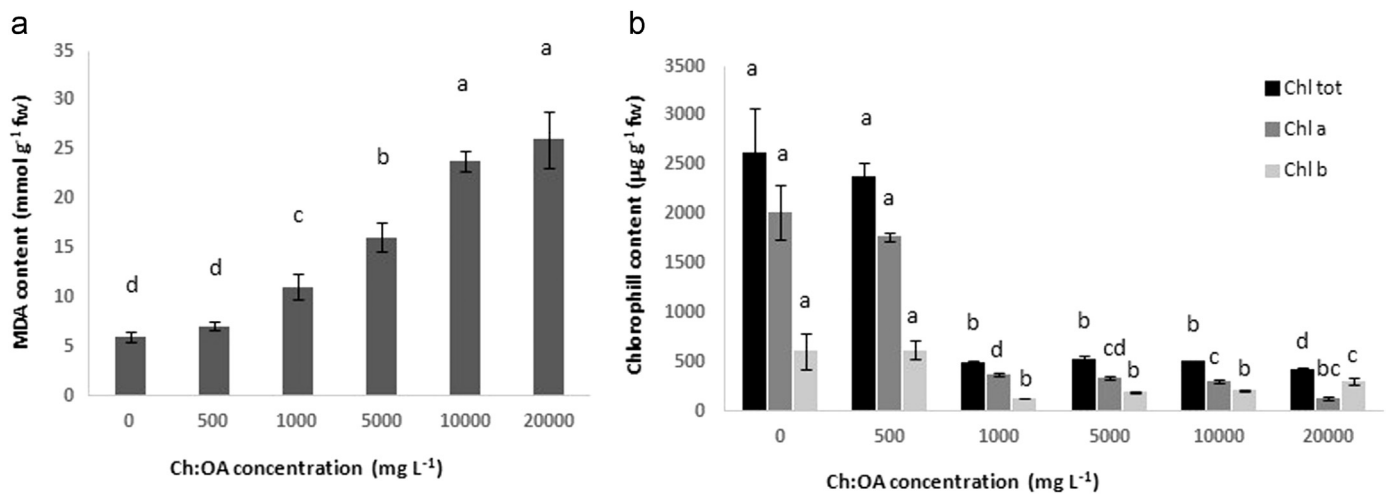 a
MDA content (mmol g⁻¹ fw)
35
30
25
20
15
10
5
0
d
d
c
b
a
a
0 500 1000 5000 10000 20000
Ch:OA concentration (mg L⁻¹)
b
Chlorophill content (µg g⁻¹ fw)
3500
3000
2500
2000
1500
1000
500
0
a a a
a a a
b d b
b cd b
b c b
d bc c
Chl tot
Chl a
Chl b
0 500 1000 5000 10000 20000
Ch:OA concentration (mg L⁻¹)